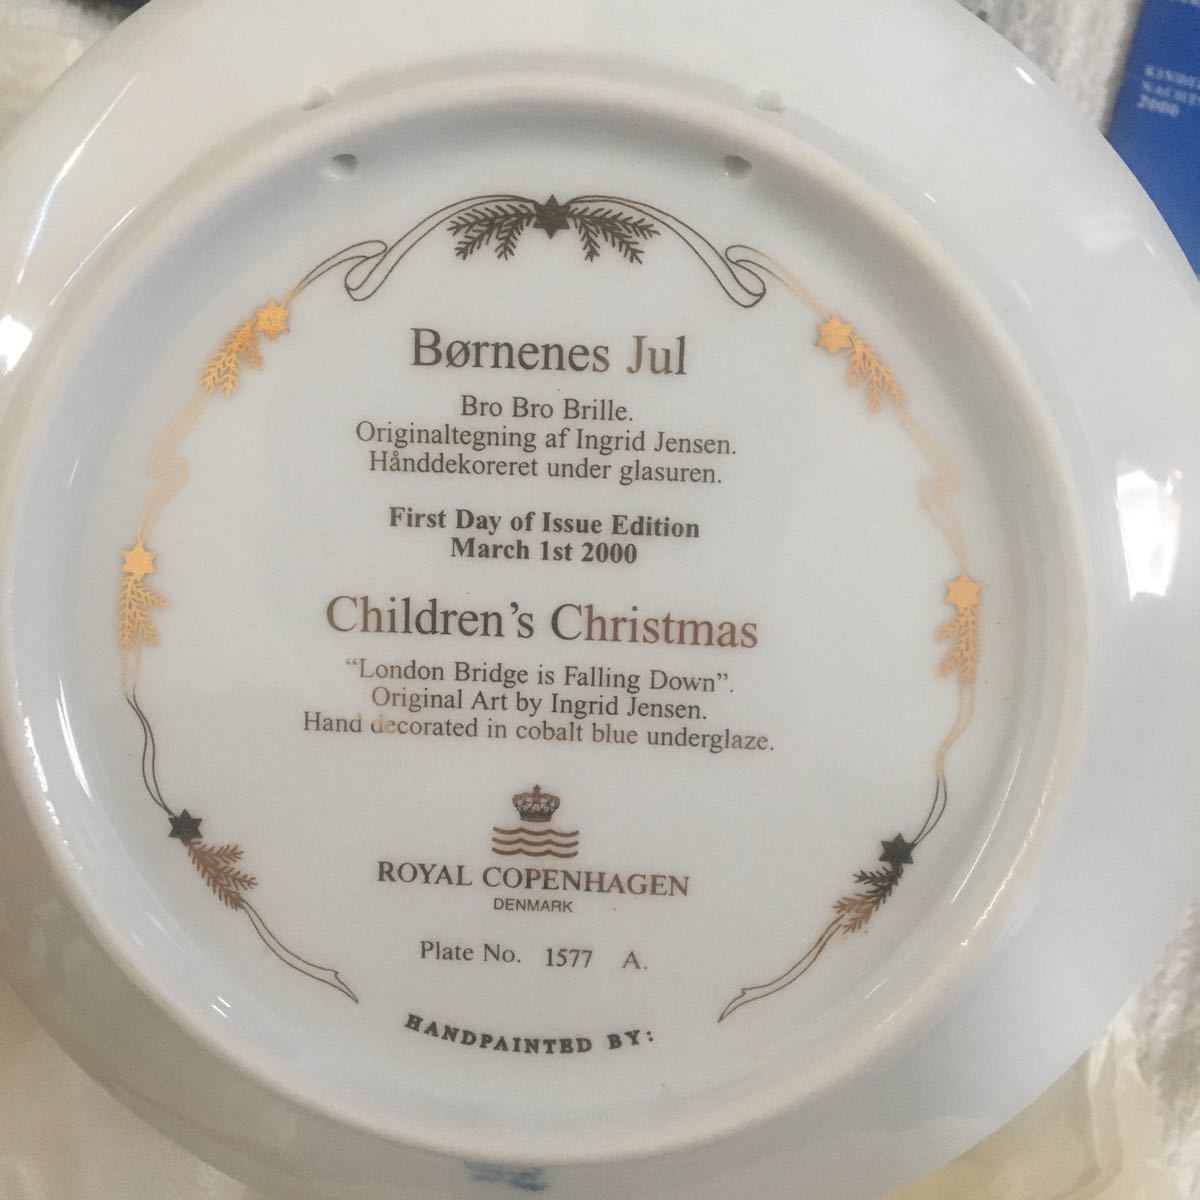 Børnenes Jul
Bro Bro Brille.
Originaltegning af Ingrid Jensen.
Hånddekoreret under glasuren.
First Day of Issue Edition
March 1st 2000
Children's Christmas
“London Bridge is Falling Down”.
Original Art by Ingrid Jensen.
Hand decorated in cobalt blue underglaze.
ROYAL COPENHAGEN
DENMARK
Plate No. 1577 A.
HANDPAINTED BY:
2000